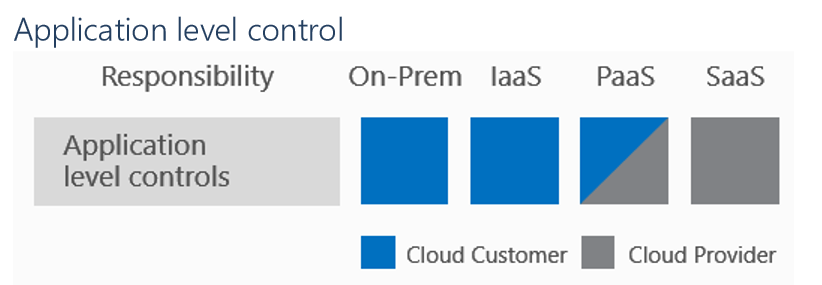 Application level control
Responsibility On-Prem IaaS PaaS SaaS
Application
level controls
Cloud Customer Cloud Provider